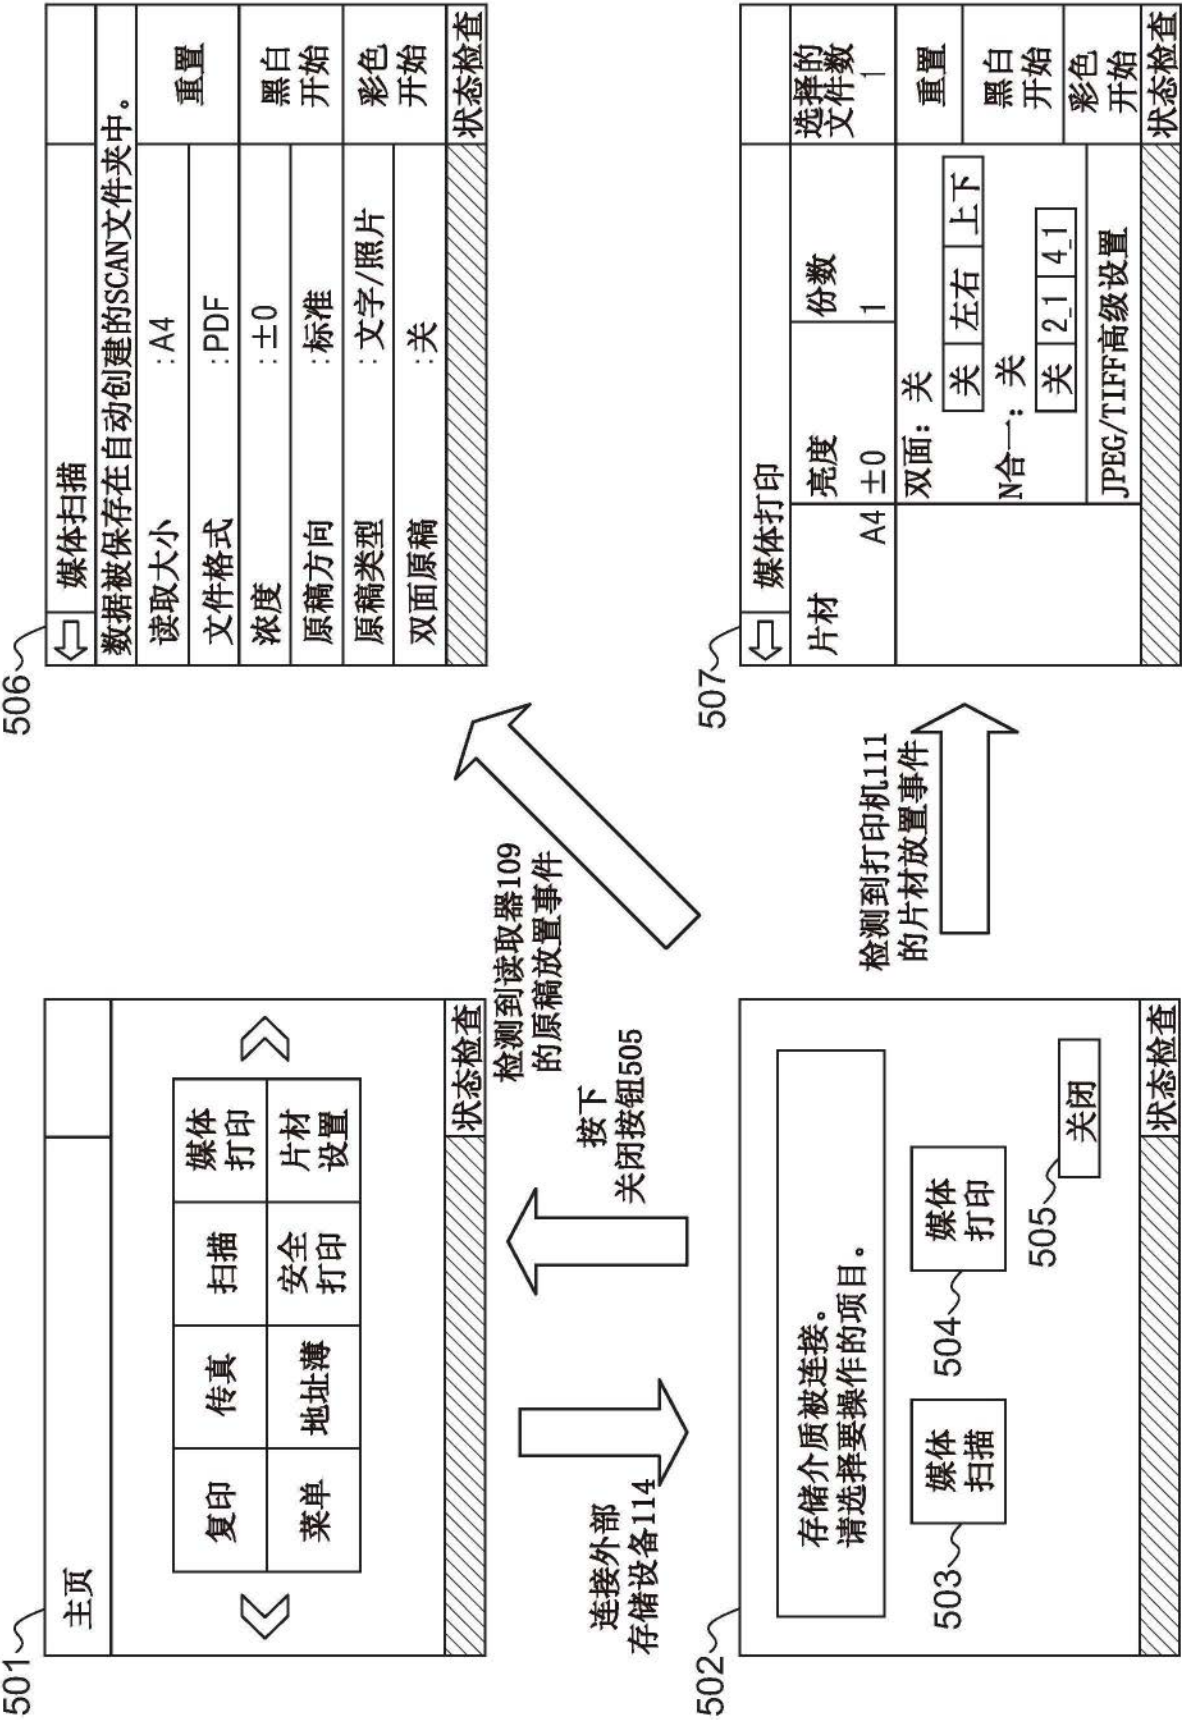 501
主页
复印
传真
扫描
媒体
打印
菜单
地址薄
安全
打印
片材
设置
状态检查
506
媒体扫描
数据被保存在自动创建的SCAN文件夹中。
读取大小 :A4
文件格式 :PDF
浓度 :±0
原稿方向 :标准
原稿类型 :文字/照片
双面原稿 :关
重置
黑白
开始
彩色
开始
状态检查
连接外部
存储设备114
按下
关闭按钮505
检测到读取器109
的原稿放置事件
502
存储介质被连接。
请选择要操作的项目。
503
媒体
扫描
504
媒体
打印
505
关闭
状态检查
检测到打印机111
的片材放置事件
507
媒体打印
片材
A4
亮度
±0
份数
1
选择的
文件数
1
双面: 关
关 左右 上下
N合一: 关
关 2_1 4_1
JPEG/TIFF高级设置
重置
黑白
开始
彩色
开始
状态检查